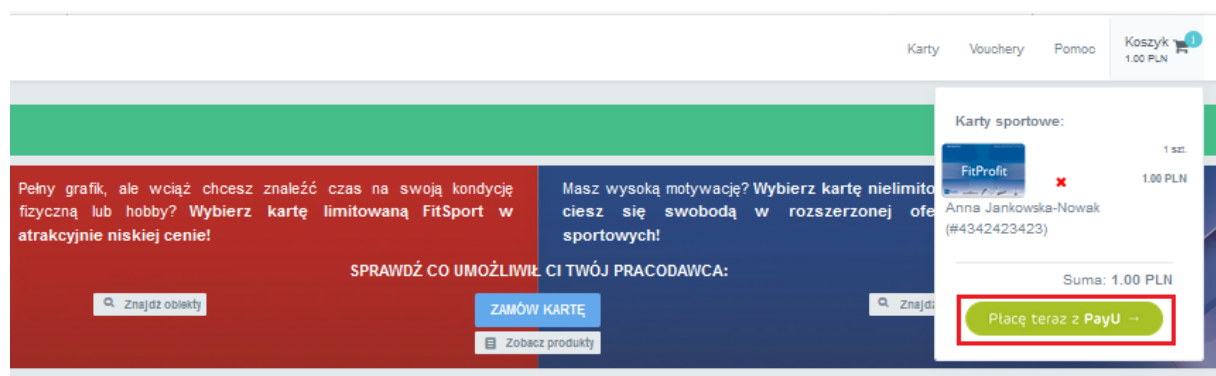 Karty Vouchery Pomoc Koszyk 1
1.00 PLN
Karty sportowe:
1 szt.
FitProfit
1.00 PLN
Anna Jankowska-Nowak
(#4342423423)
Suma: 1.00 PLN
Płacę teraz z PayU →
Pełny grafik, ale wciąż chcesz znaleźć czas na swoją kondycję
fizyczną lub hobby? Wybierz kartę limitowaną FitSport w
atrakcyjnie niskiej cenie!
Masz wysoką motywację? Wybierz kartę nielimito
ciesz się swobodą w rozszerzonej ofe
sportowych!
SPRAWDŹ CO UMOŻLIWIŁ CI TWÓJ PRACODAWCA:
Znajdź obiekty
ZAMÓW KARTĘ
Zobacz produkty
Znajdź